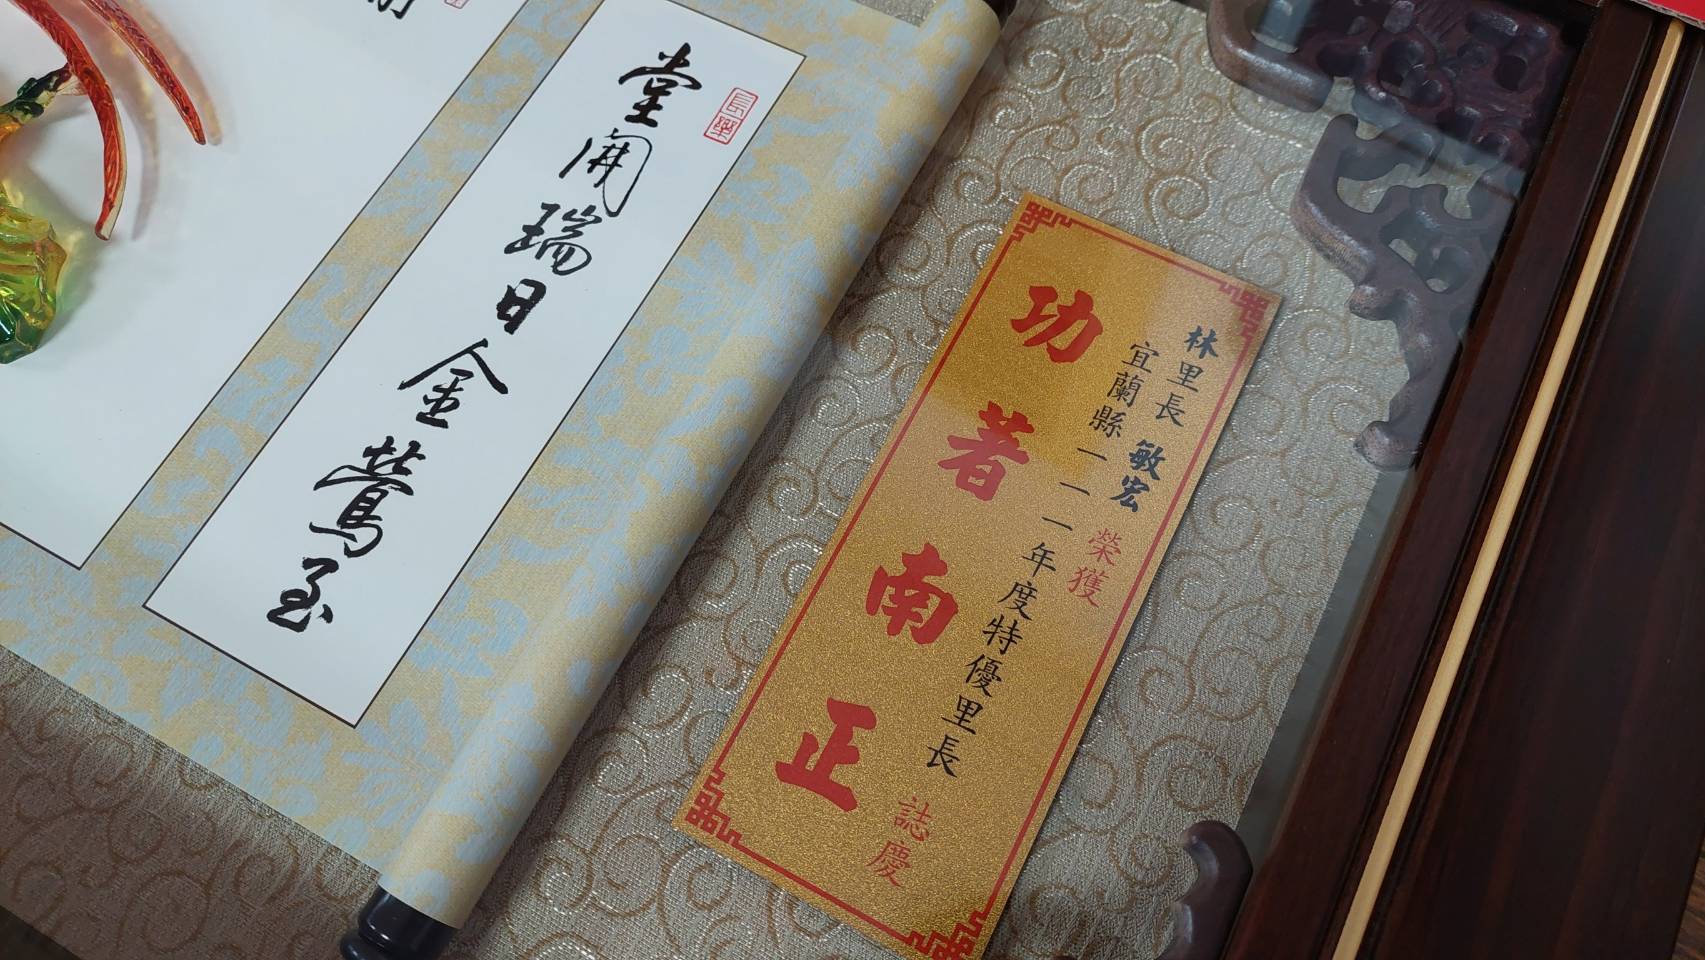 林里長 敏宏 榮獲
宜蘭縣一一一年度特優里長 誌慶
功著南正
堂開瑞日金鶯至